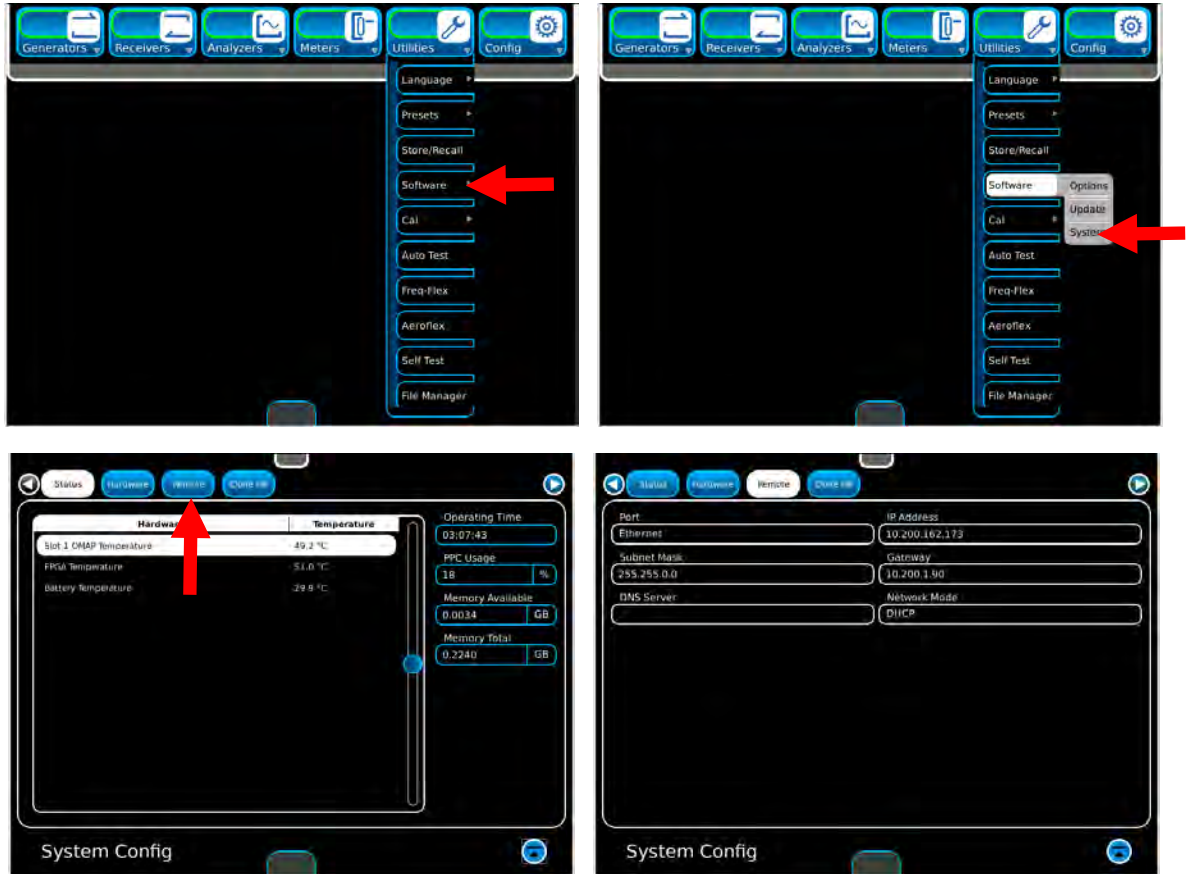 Generators Receivers Analyzers Meters Utilities Config
Language
Presets
Store/Recall
Software
Cal
Auto Test
Freq-Flex
Aeroflex
Self Test
File Manager
Generators Receivers Analyzers Meters Utilities Config
Language
Presets
Store/Recall
Software Options
Update
Cal
System
Auto Test
Freq-Flex
Aeroflex
Self Test
File Manager
Status Hardware Remote
Hardware Temperature
Slot 1 OMAP Temperature 49.2 °C
FPGA Temperature 51.0 °C
Battery Temperature 29.8 °C
Operating Time
03:07:43
PPC Usage
18 %
Memory Available
0.0034 GB
Memory Total
0.2240 GB
System Config
Status Hardware Remote
Port IP Address
Ethernet 10.200.162.173
Subnet Mask Gateway
255.255.0.0 10.200.1.90
DNS Server Network Mode
DHCP
System Config